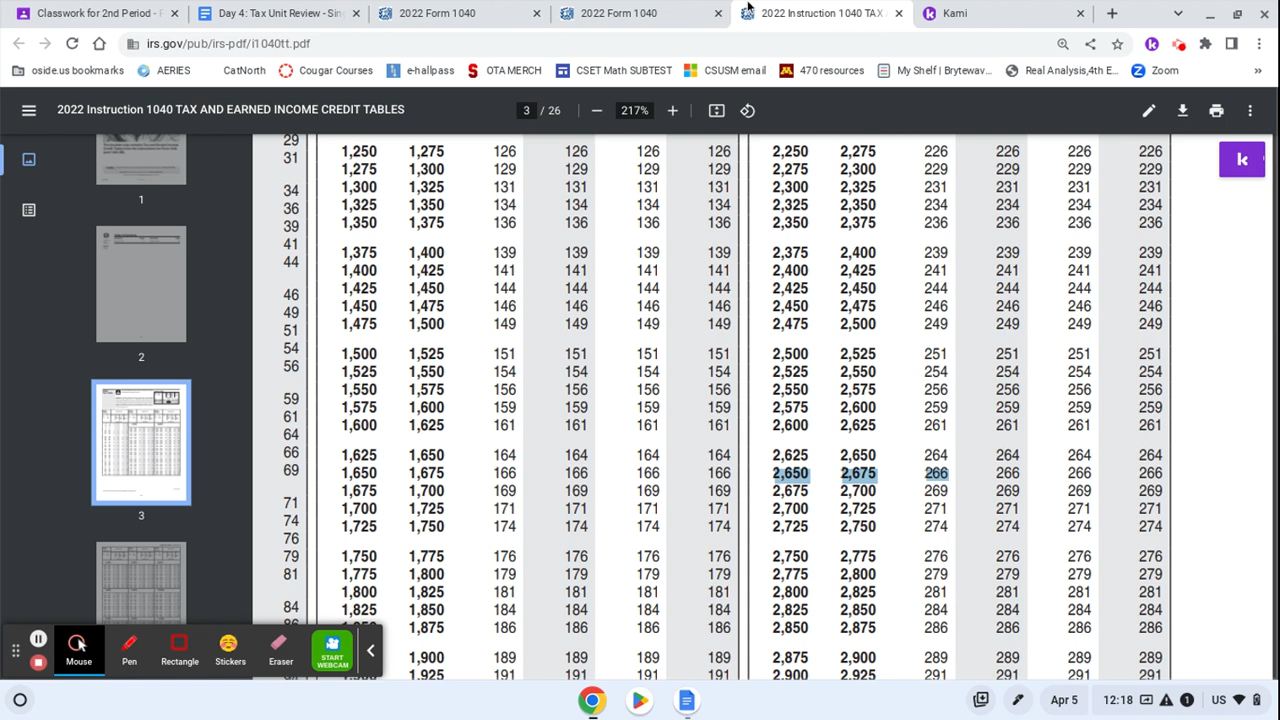 Classwork for 2nd Period - F
Day 4: Tax Unit Review - Sin
2022 Form 1040
2022 Form 1040
2022 Instruction 1040 TAX
Kami
irs.gov/pub/irs-pdf/i1040tt.pdf
oside.us bookmarks AERIES CatNorth Cougar Courses e-hallpass OTA MERCH CSET Math SUBTEST CSUSM email 470 resources My Shelf | Brytewav... Real Analysis,4th E... Zoom »
2022 Instruction 1040 TAX AND EARNED INCOME CREDIT TABLES 3 / 26 217%
1
2
3
k
29
31
34
36
39
41
44
46
49
51
54
56
59
61
64
66
69
71
74
76
79
81
84
86
1,250 1,275 126 126 126 126 2,250 2,275 226 226 226 226
1,275 1,300 129 129 129 129 2,275 2,300 229 229 229 229
1,300 1,325 131 131 131 131 2,300 2,325 231 231 231 231
1,325 1,350 134 134 134 134 2,325 2,350 234 234 234 234
1,350 1,375 136 136 136 136 2,350 2,375 236 236 236 236
1,375 1,400 139 139 139 139 2,375 2,400 239 239 239 239
1,400 1,425 141 141 141 141 2,400 2,425 241 241 241 241
1,425 1,450 144 144 144 144 2,425 2,450 244 244 244 244
1,450 1,475 146 146 146 146 2,450 2,475 246 246 246 246
1,475 1,500 149 149 149 149 2,475 2,500 249 249 249 249
1,500 1,525 151 151 151 151 2,500 2,525 251 251 251 251
1,525 1,550 154 154 154 154 2,525 2,550 254 254 254 254
1,550 1,575 156 156 156 156 2,550 2,575 256 256 256 256
1,575 1,600 159 159 159 159 2,575 2,600 259 259 259 259
1,600 1,625 161 161 161 161 2,600 2,625 261 261 261 261
1,625 1,650 164 164 164 164 2,625 2,650 264 264 264 264
1,650 1,675 166 166 166 166 2,650 2,675 266 266 266 266
1,675 1,700 169 169 169 169 2,675 2,700 269 269 269 269
1,700 1,725 171 171 171 171 2,700 2,725 271 271 271 271
1,725 1,750 174 174 174 174 2,725 2,750 274 274 274 274
1,750 1,775 176 176 176 176 2,750 2,775 276 276 276 276
1,775 1,800 179 179 179 179 2,775 2,800 279 279 279 279
1,800 1,825 181 181 181 181 2,800 2,825 281 281 281 281
1,825 1,850 184 184 184 184 2,825 2,850 284 284 284 284
1,875 186 186 186 186 2,850 2,875 286 286 286 286
1,900 189 189 189 189 2,875 2,900 289 289 289 289
1,925 191 191 191 191 2,900 2,925 291 291 291 291
Mouse Pen Rectangle Stickers Eraser START WEBCAM
Apr 5 12:18 1 US